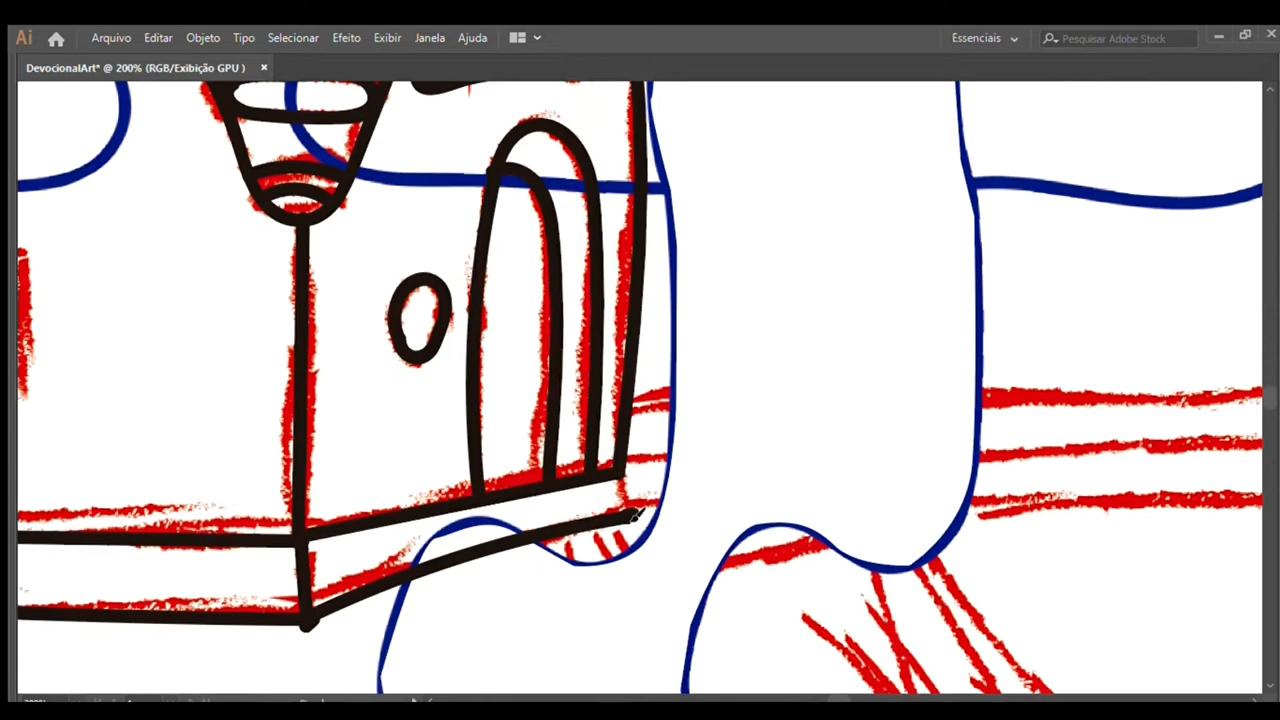 Ai Arquivo Editar Objeto Tipo Selecionar Efeito Exibir Janela Ajuda Essenciais Pesquisar Adobe Stock
DevocionalArt* @ 200% (RGB/Exibição GPU )